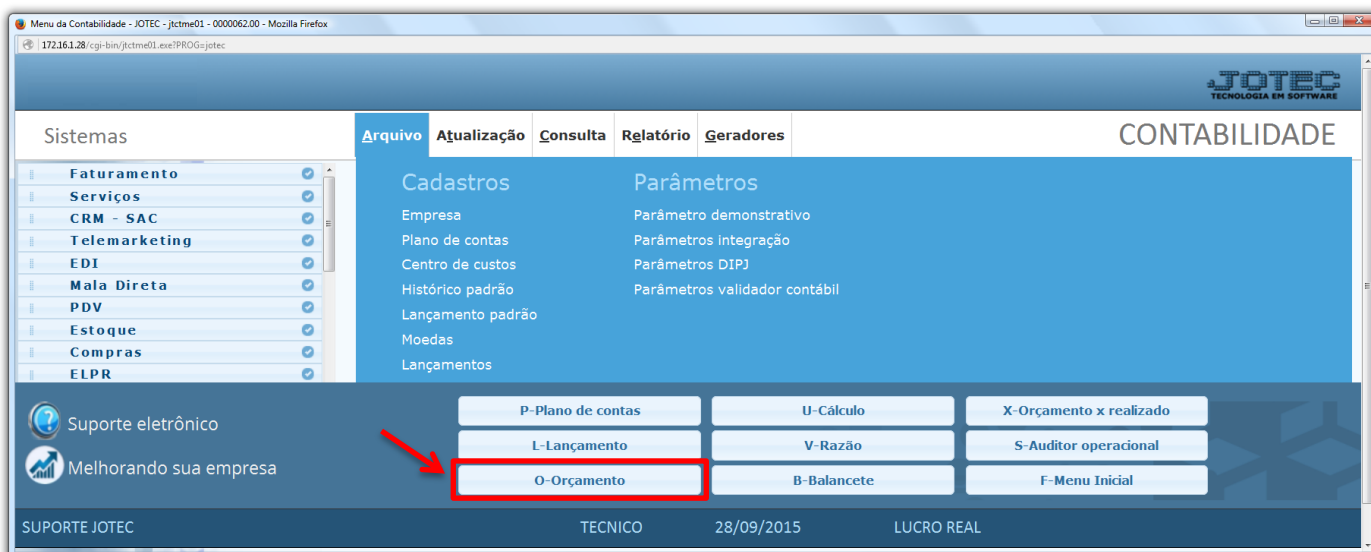 Menu da Contabilidade - JOTEC - jtctme01 - 0000062.00 - Mozilla Firefox
172.16.1.28/cgi-bin/jtctme01.exe?PROG=jotec
JOTEC
TECNOLOGIA EM SOFTWARE
Sistemas
Arquivo Atualização Consulta Relatório Geradores
CONTABILIDADE
Faturamento
Serviços
CRM - SAC
Telemarketing
EDI
Mala Direta
PDV
Estoque
Compras
ELPR
Cadastros
Empresa
Plano de contas
Centro de custos
Histórico padrão
Lançamento padrão
Moedas
Lançamentos
Parâmetros
Parâmetro demonstrativo
Parâmetros integração
Parâmetros DIPJ
Parâmetros validador contábil
Suporte eletrônico
Melhorando sua empresa
P-Plano de contas U-Cálculo X-Orçamento x realizado
L-Lançamento V-Razão S-Auditor operacional
O-Orçamento B-Balancete F-Menu Inicial
SUPORTE JOTEC TECNICO 28/09/2015 LUCRO REAL